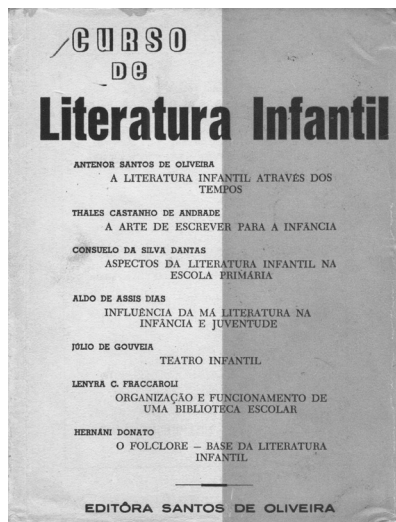 CURSO
DE
Literatura Infantil
ANTENOR SANTOS DE OLIVEIRA
A LITERATURA INFANTIL ATRAVÉS DOS
TEMPOS
THALES CASTANHO DE ANDRADE
A ARTE DE ESCREVER PARA A INFÂNCIA
CONSUELO DA SILVA DANTAS
ASPECTOS DA LITERATURA INFANTIL NA
ESCOLA PRIMÁRIA
ALDO DE ASSIS DIAS
INFLUÊNCIA DA MÁ LITERATURA NA
INFÂNCIA E JUVENTUDE
JÚLIO DE GOUVEIA
TEATRO INFANTIL
LENYRA C. FRACCAROLI
ORGANIZAÇÃO E FUNCIONAMENTO DE
UMA BIBLIOTECA ESCOLAR
HERNÂNI DONATO
O FOLCLORE — BASE DA LITERATURA
INFANTIL
EDITÔRA SANTOS DE OLIVEIRA